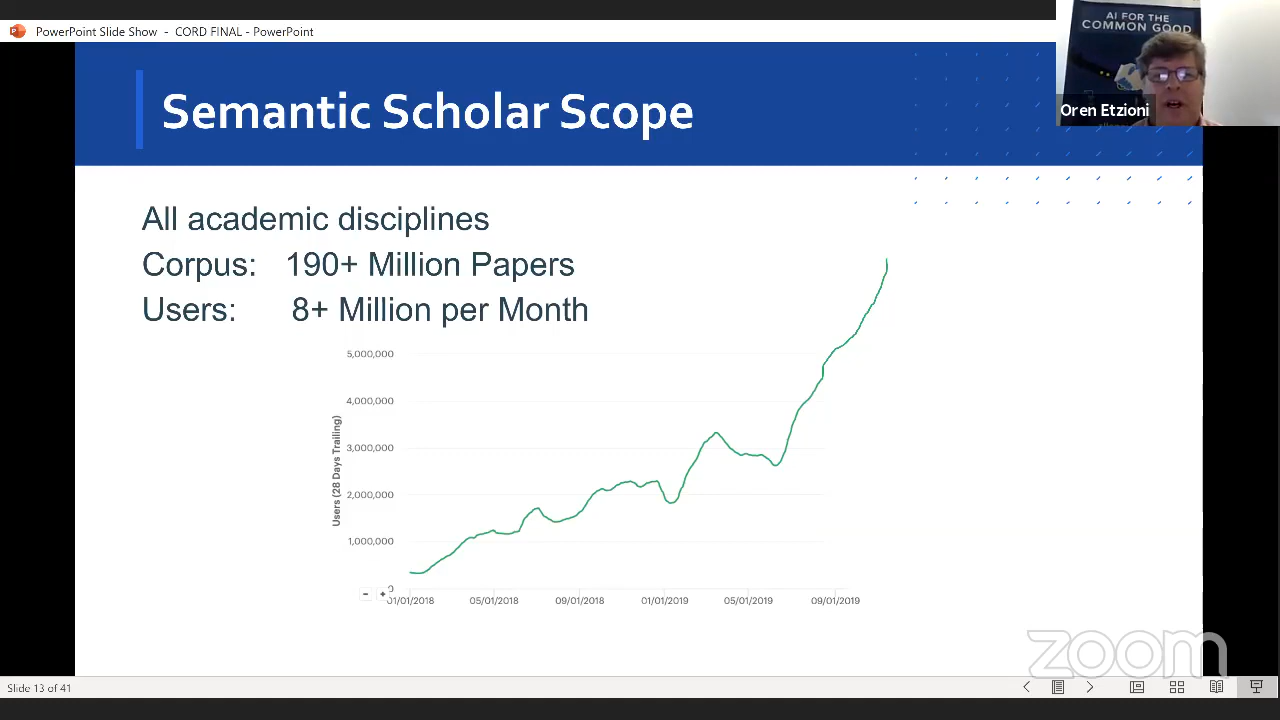 PowerPoint Slide Show - CORD FINAL - PowerPoint
AI FOR THE
COMMON GOOD
Oren Etzioni
Semantic Scholar Scope
All academic disciplines
Corpus: 190+ Million Papers
Users: 8+ Million per Month
Users (28 Days Trailing)
5,000,000
4,000,000
3,000,000
2,000,000
1,000,000
0
01/01/2018 05/01/2018 09/01/2018 01/01/2019 05/01/2019 09/01/2019
zoom
Slide 13 of 41